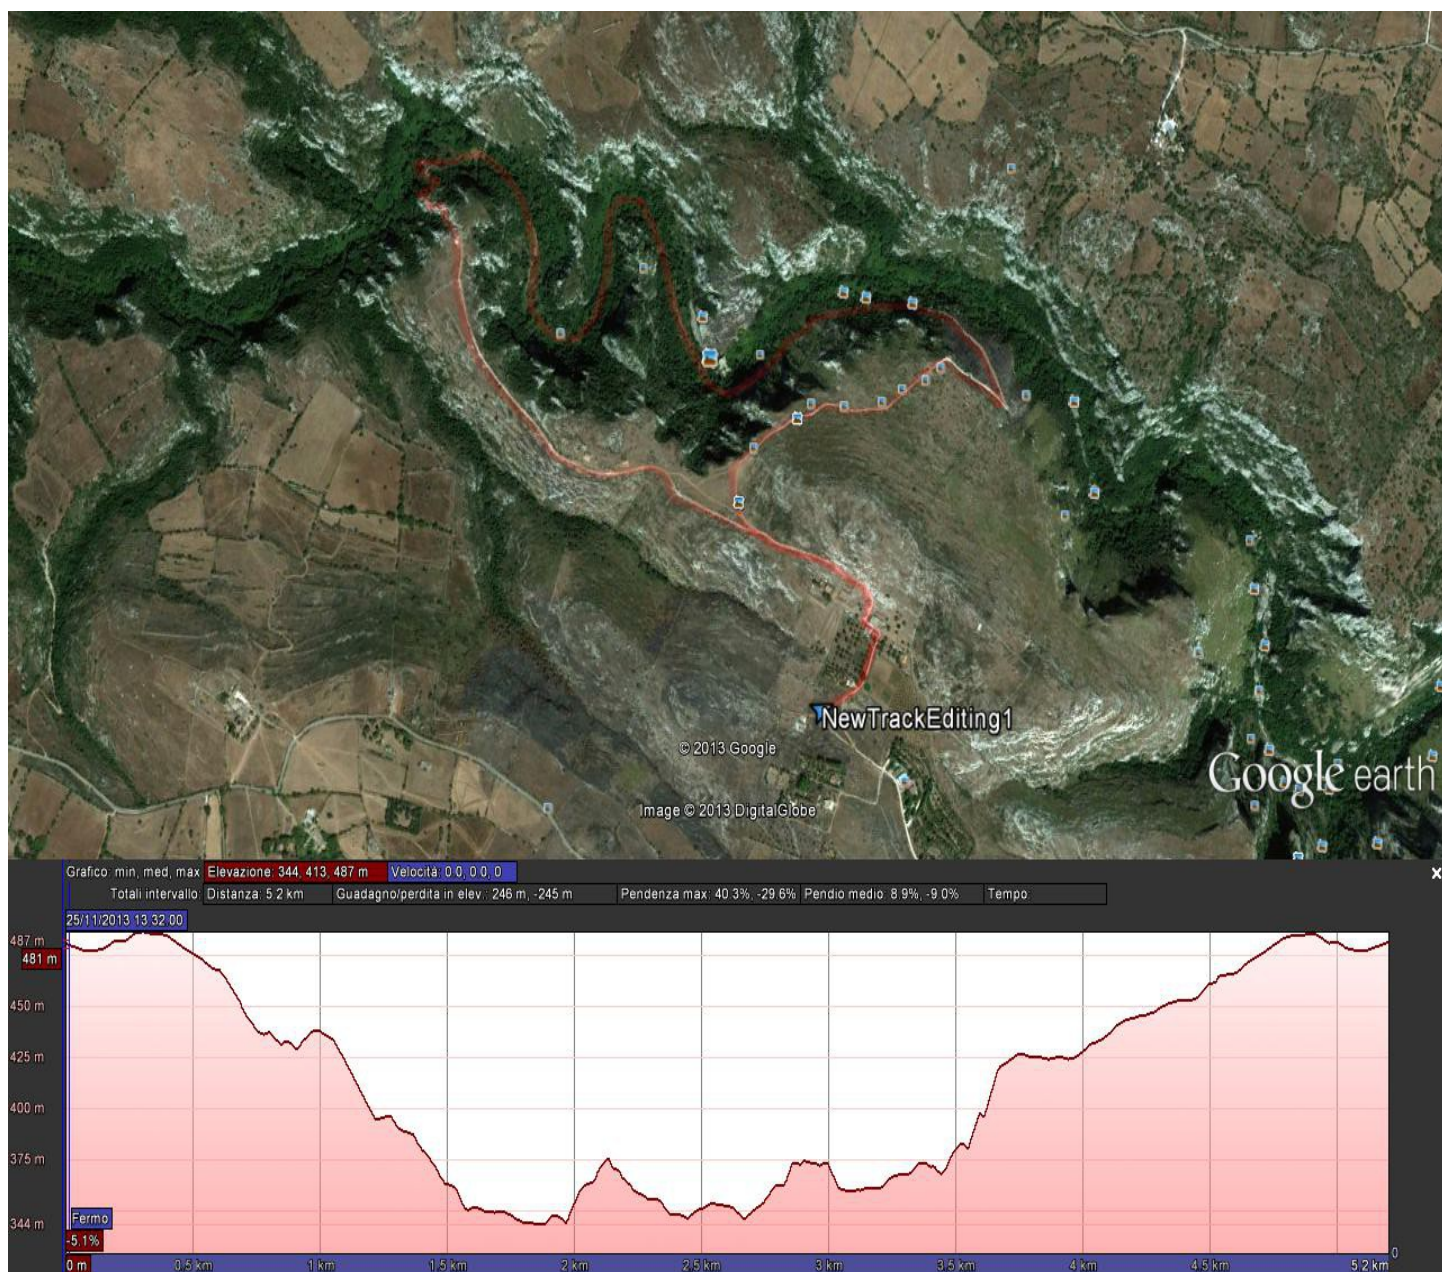 NewTrackEditing1
© 2013 Google
Google earth
Image © 2013 DigitalGlobe
Grafico: min, med, max Elevazione: 344, 413, 487 m Velocità: 0.0, 0.0, 0
Totali intervallo: Distanza: 5.2 km Guadagno/perdita in elev.: 246 m, -245 m Pendenza max: 40.3%, -29.6% Pendio medio: 8.9%, -9.0% Tempo
25/11/2013 13.32.00
487 m
481 m
450 m
425 m
400 m
375 m
344 m
Fermo
-5.1%
0
0 m 0.5 km 1 km 1.5 km 2 km 2.5 km 3 km 3.5 km 4 km 4.5 km 5.2 km